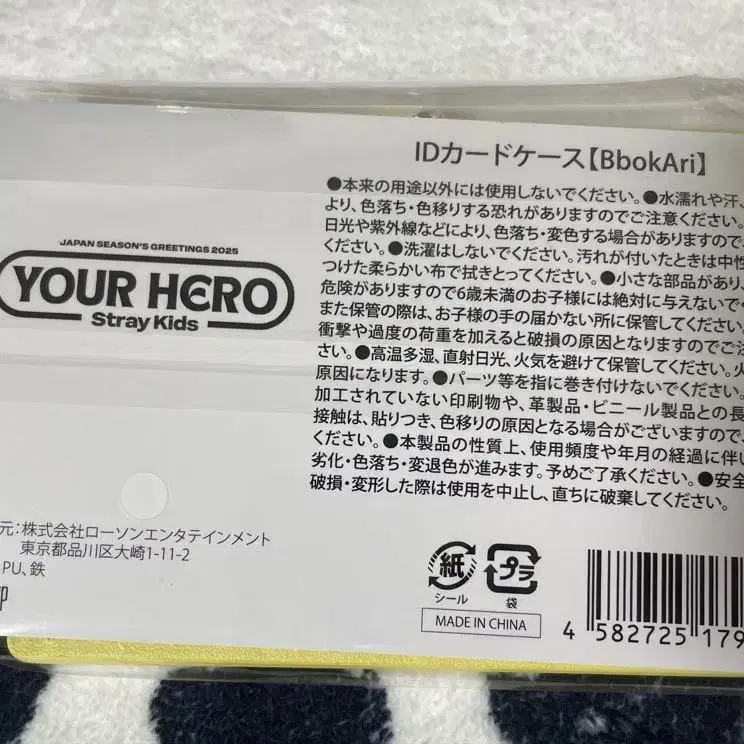 IDカードケース【BbokAri】
●本来の用途以外には使用しないでください。●水濡れや汗、
より、色落ち・色移りする恐れがありますのでご注意ください。
日光や紫外線などにより、色落ち・変色する場合がありますので
ください。●洗濯はしないでください。汚れが付いたときは中性
つけた柔らかい布で拭きとってください。●小さな部品があり、
危険がありますので6歳未満のお子様には絶対に与えないで
また保管の際は、お子様の手の届かない所に保管してください。
衝撃や過度の荷重を加えると破損の原因となりますのでご注
い。●高温多湿、直射日光、火気を避けて保管してください。火
原因になります。●パーツ等を指に巻き付けないでください。
加工されていない印刷物や、革製品・ビニール製品との長
接触は、貼りつき、色移りの原因となる場合がございますので
ください。●本製品の性質上、使用頻度や年月の経過に伴い
劣化・色落ち・変退色が進みます。予めご了承ください。●安全
破損・変形した際は使用を中止し、直ちに破棄してください。
JAPAN SEASON'S GREETINGS 2025
YOUR HERO
Stray Kids
元:株式会社ローソンエンタテインメント
東京都品川区大崎1-11-2
PU、鉄
紙
シール
プラ
袋
MADE IN CHINA
4 582725 179